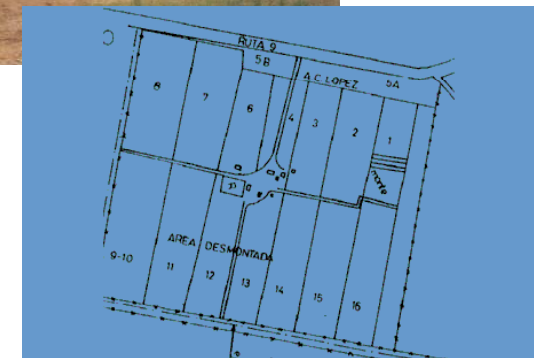 RUTA 9
5B
A.C. LOPEZ 5A
8 7 6 4 3 2 1
monte
AREA DESMONTADA
9-10 11 12 13 14 15 16